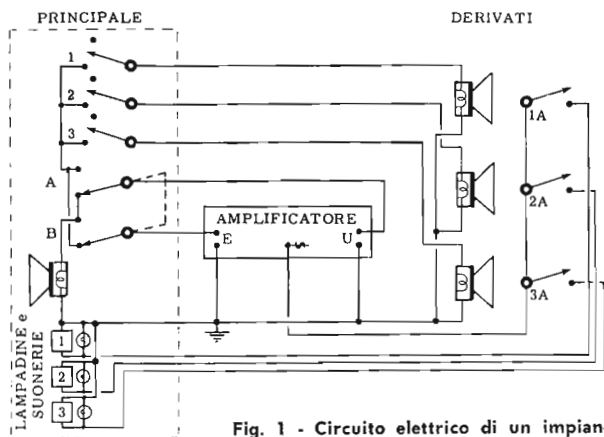 PRINCIPALE
DERIVATI
1
2
3
A
B
1A
2A
3A
AMPLIFICATORE
E
U
LAMPADINE e
SUONERIE
1
2
3
Fig. 1 - Circuito elettrico di un impian